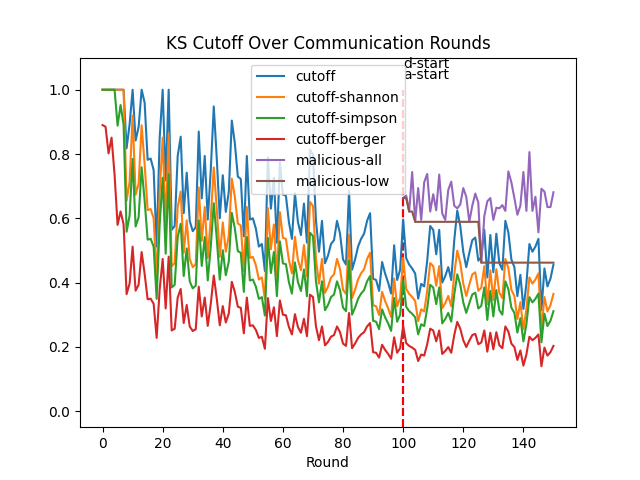 KS Cutoff Over Communication Rounds
d-start
a-start
cutoff
cutoff-shannon
cutoff-simpson
cutoff-berger
malicious-all
malicious-low
1.0
0.8
0.6
0.4
0.2
0.0
0 20 40 60 80 100 120 140
Round